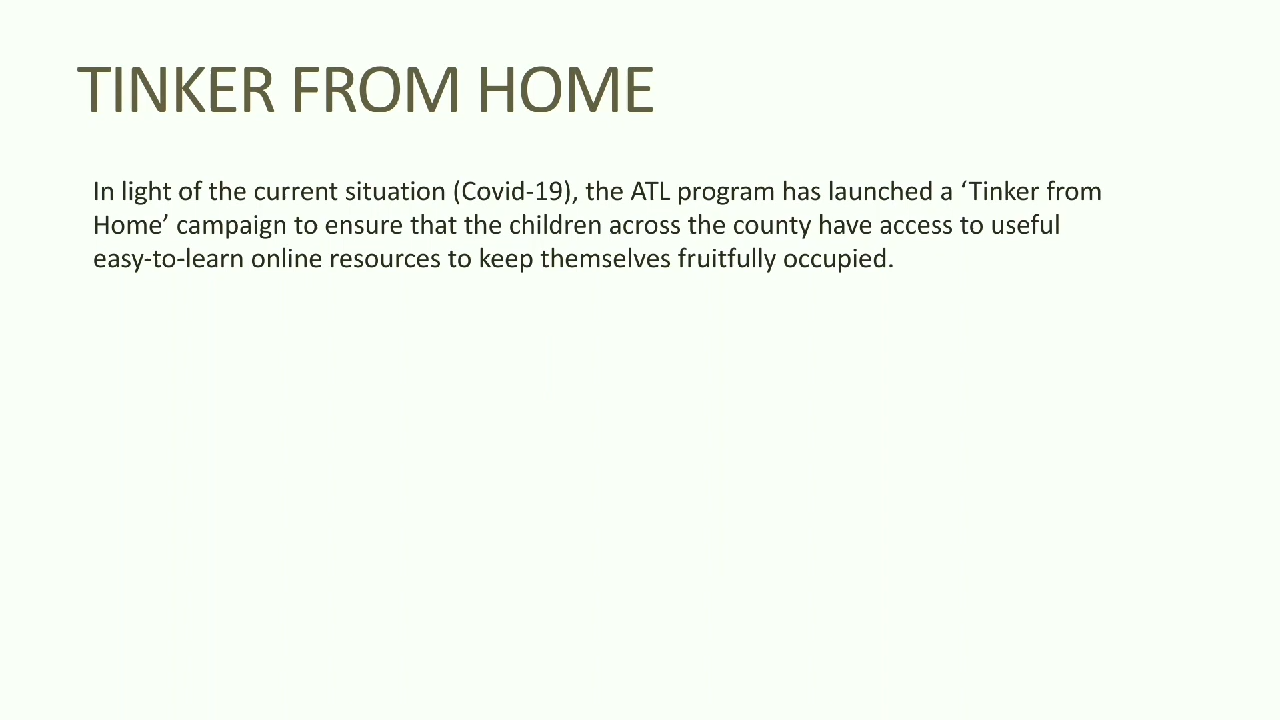 TINKER FROM HOME
In light of the current situation (Covid-19), the ATL program has launched a ‘Tinker from
Home’ campaign to ensure that the children across the county have access to useful
easy-to-learn online resources to keep themselves fruitfully occupied.